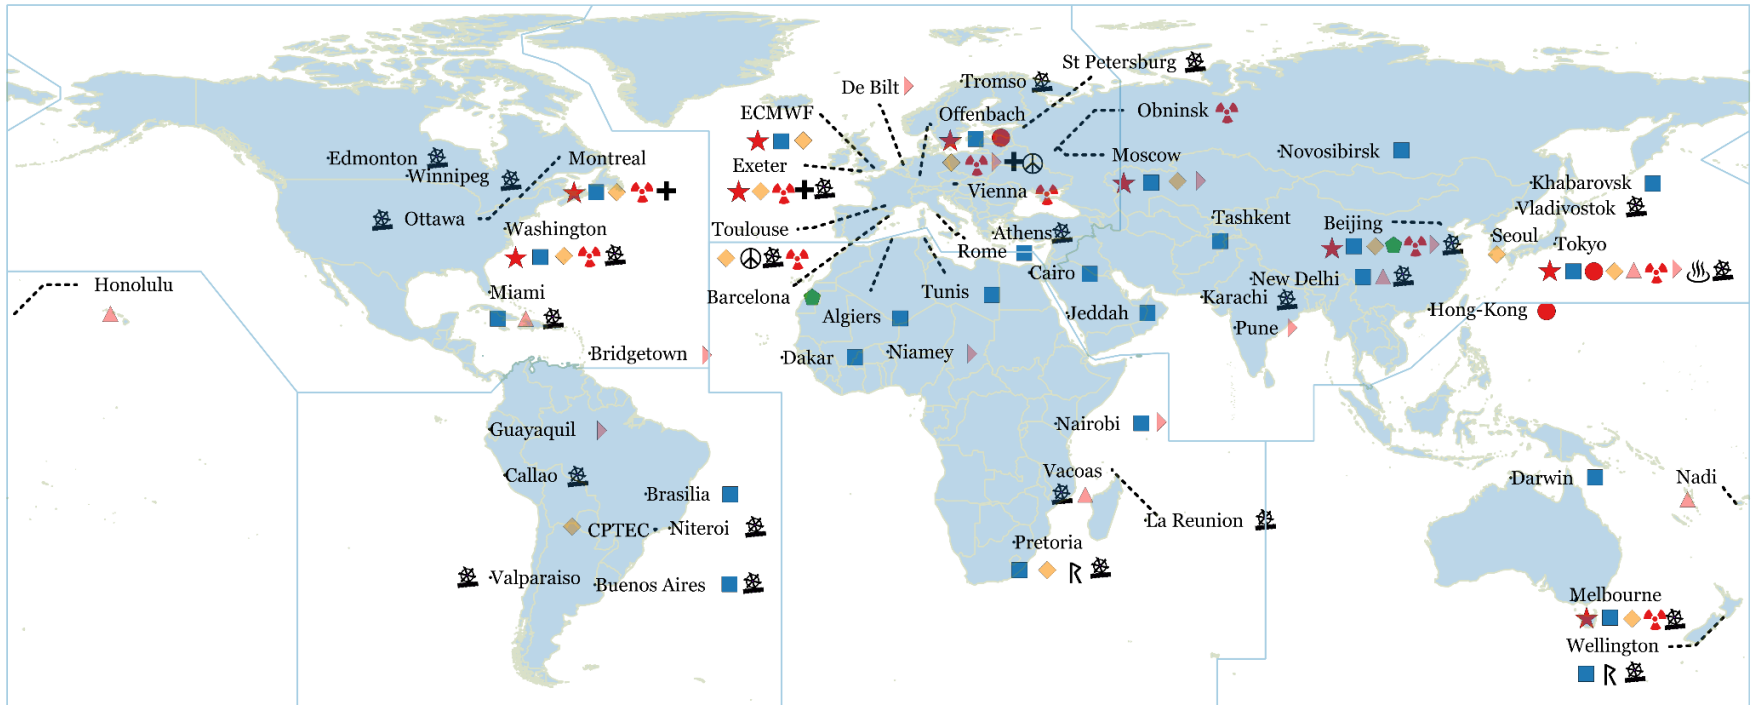 St Petersburg
Tromso
De Bilt
ECMWF
Offenbach
Obninsk
Edmonton
Montreal
Exeter
Moscow
Novosibirsk
Winnipeg
Vienna
Khabarovsk
Vladivostok
Ottawa
Washington
Toulouse
Athens
Tashkent
Beijing
Seoul
Tokyo
Rome
Cairo
New Delhi
Honolulu
Miami
Barcelona
Tunis
Karachi
Algiers
Jeddah
Pune
Hong-Kong
Bridgetown
Dakar
Niamey
Guayaquil
Nairobi
Callao
Vacoas
Darwin
Nadi
Brasilia
CPTEC
Niteroi
La Reunion
Pretoria
Valparaiso
Buenos Aires
Melbourne
Wellington